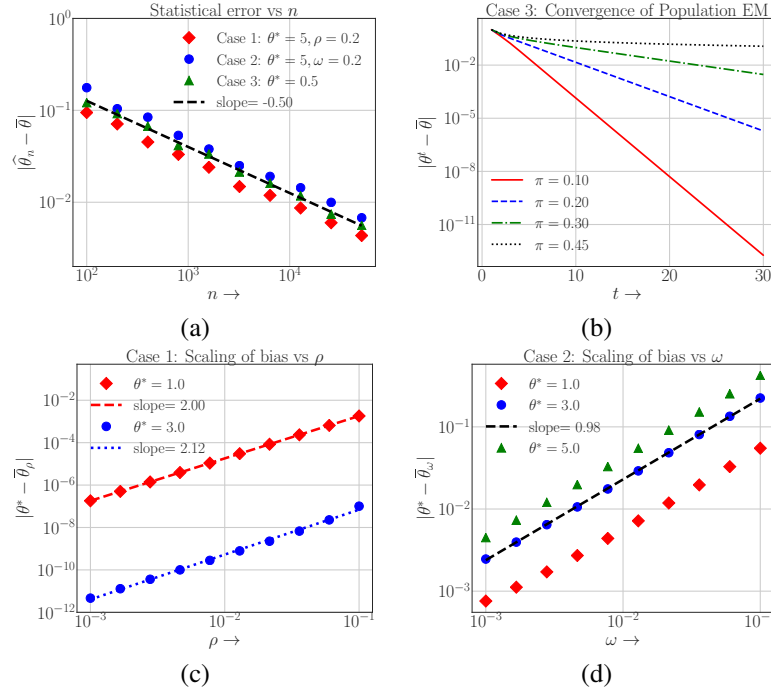 Statistical error vs n
10^0
10^-1
10^-2
|θ̂_n − θ̄|
Case 1: θ* = 5, ρ = 0.2
Case 2: θ* = 5, ω = 0.2
Case 3: θ* = 0.5
slope= -0.50
10^2
10^3
10^4
n →
(a)
Case 3: Convergence of Population EM
10^-2
10^-5
10^-8
10^-11
|θ^t − θ̄|
π = 0.10
π = 0.20
π = 0.30
π = 0.45
0
10
20
30
t →
(b)
Case 1: Scaling of bias vs ρ
10^-2
10^-4
10^-6
10^-8
10^-10
10^-12
|θ* − θ̄_ρ|
θ* = 1.0
slope= 2.00
θ* = 3.0
slope= 2.12
10^-3
10^-2
10^-1
ρ →
(c)
Case 2: Scaling of bias vs ω
10^-1
10^-2
10^-3
|θ* − θ̄_ω|
θ* = 1.0
θ* = 3.0
slope= 0.98
θ* = 5.0
10^-3
10^-2
10^-1
ω →
(d)